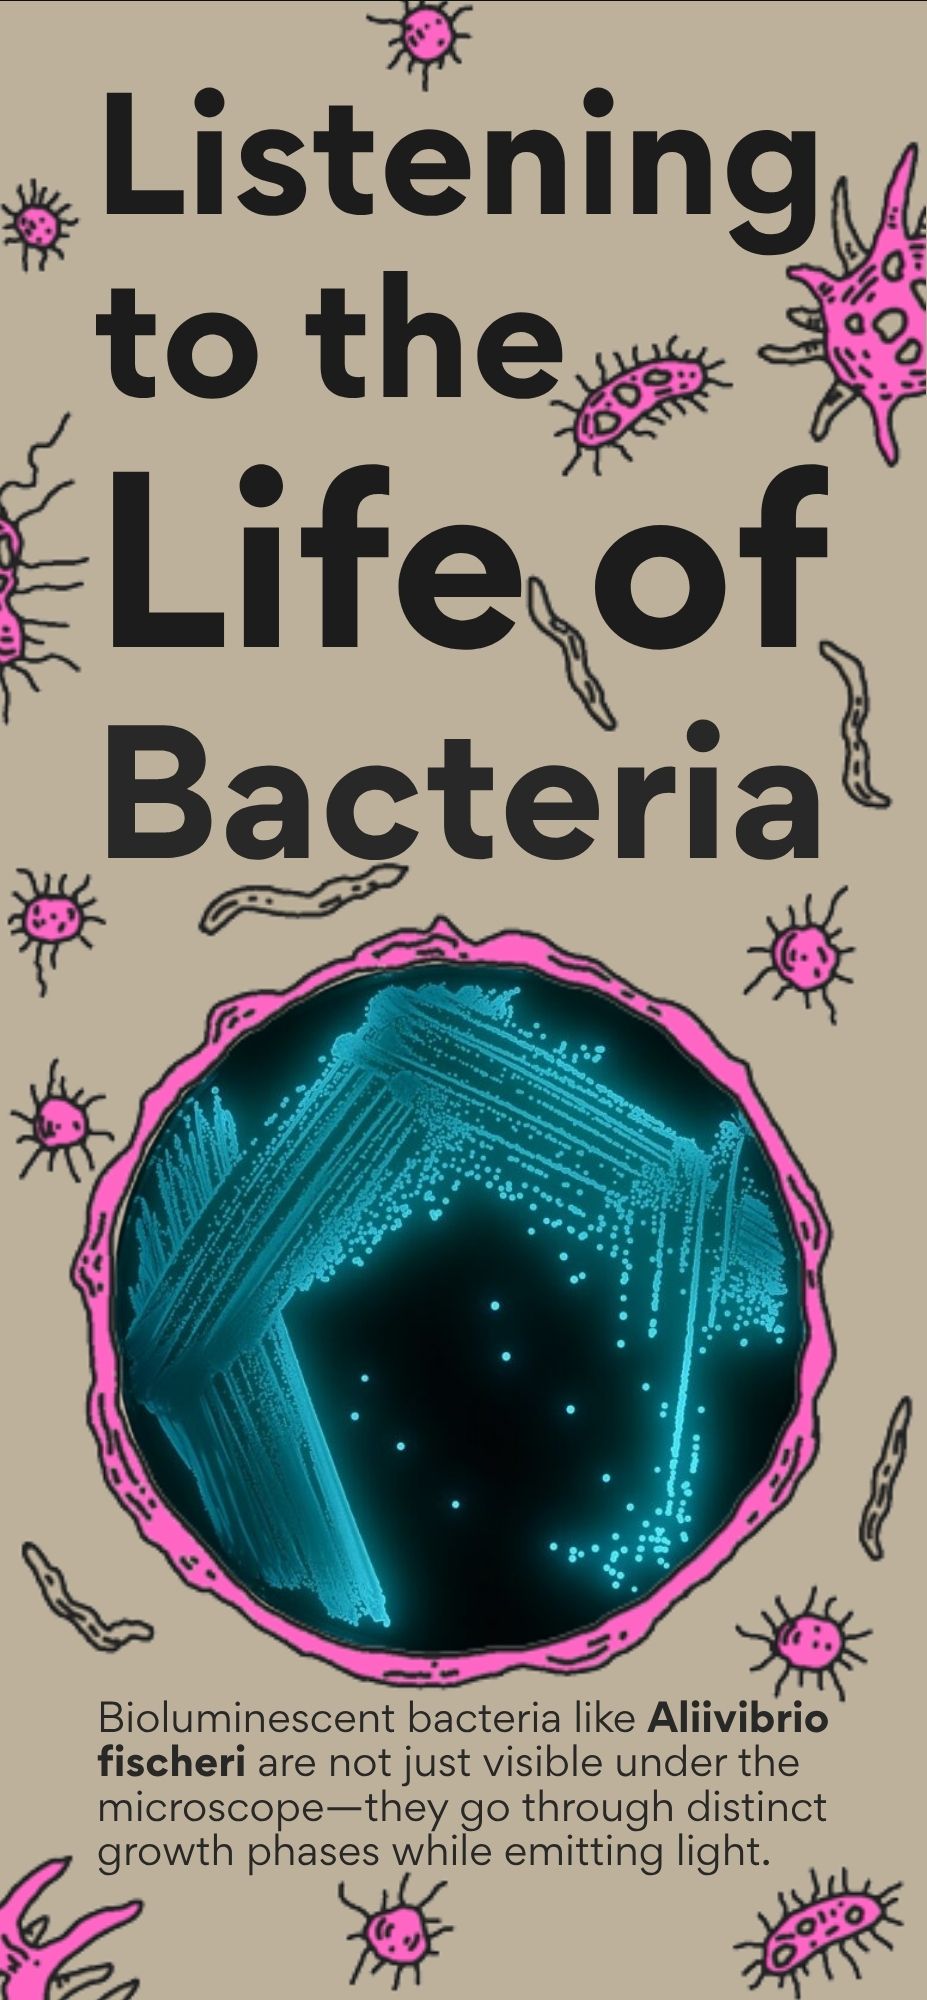 Listening
to the
Life of
Bacteria
Bioluminescent bacteria like Aliivibrio
fischeri are not just visible under the
microscope—they go through distinct
growth phases while emitting light.